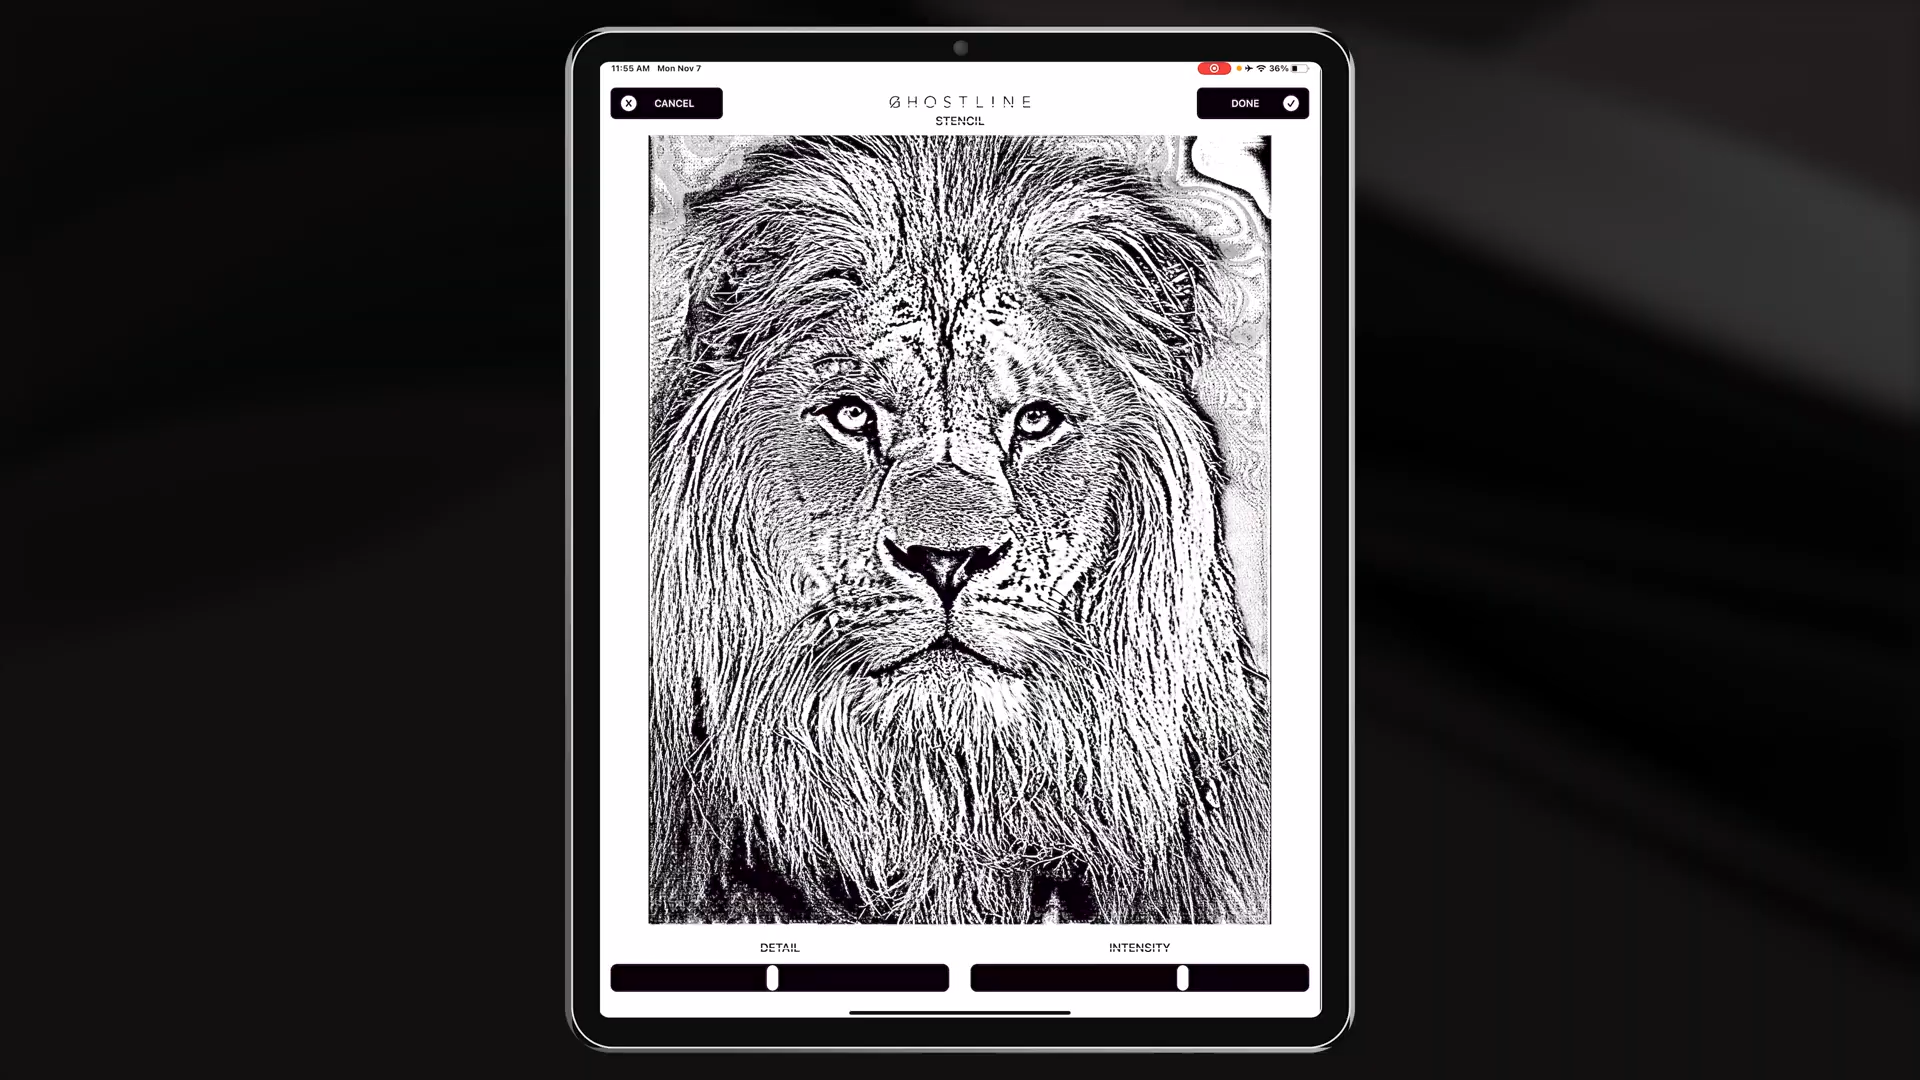 11:55 AM Mon Nov 7
36%
CANCEL
GHOSTLINE
DONE
STENCIL
DETAIL
INTENSITY